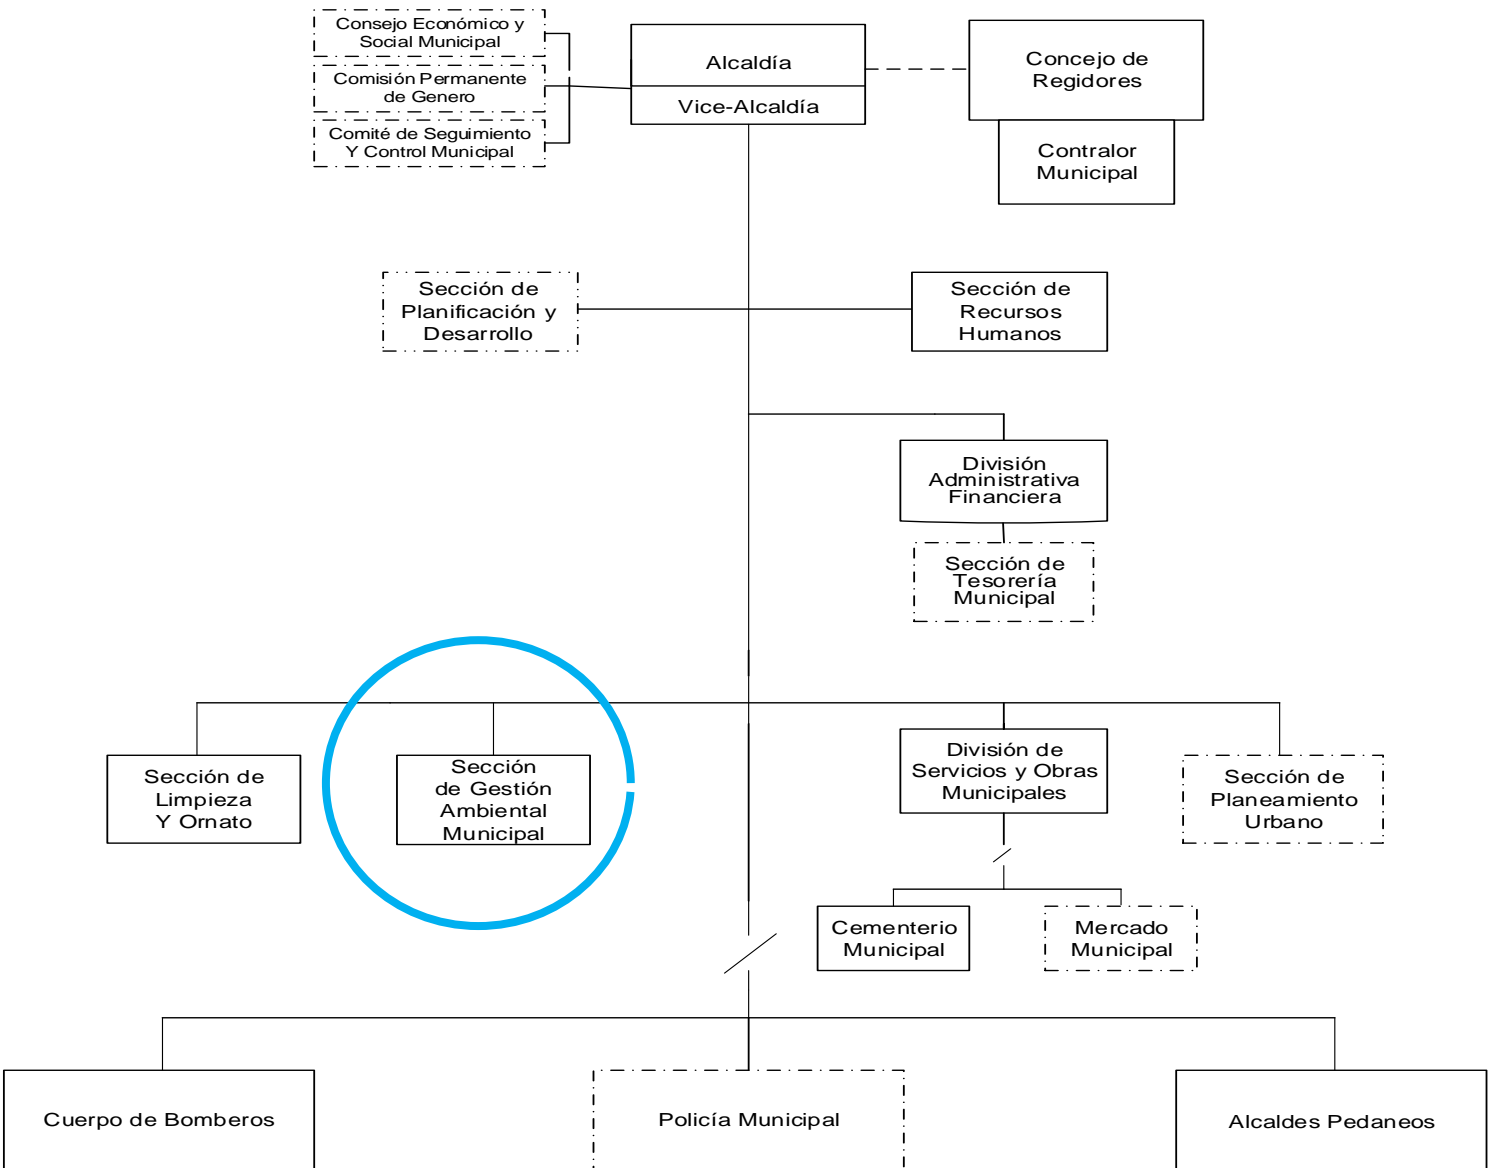 Consejo Económico y
Social Municipal
Comisión Permanente
de Genero
Comité de Seguimiento
Y Control Municipal
Alcaldía
Vice-Alcaldía
Concejo de
Regidores
Contralor
Municipal
Sección de
Planificación y
Desarrollo
Sección de
Recursos
Humanos
División
Administrativa
Financiera
Sección de
Tesorería
Municipal
Sección de
Limpieza
Y Ornato
Sección
de Gestión
Ambiental
Municipal
División de
Servicios y Obras
Municipales
Sección de
Planeamiento
Urbano
Cementerio
Municipal
Mercado
Municipal
Cuerpo de Bomberos
Policía Municipal
Alcaldes Pedaneos